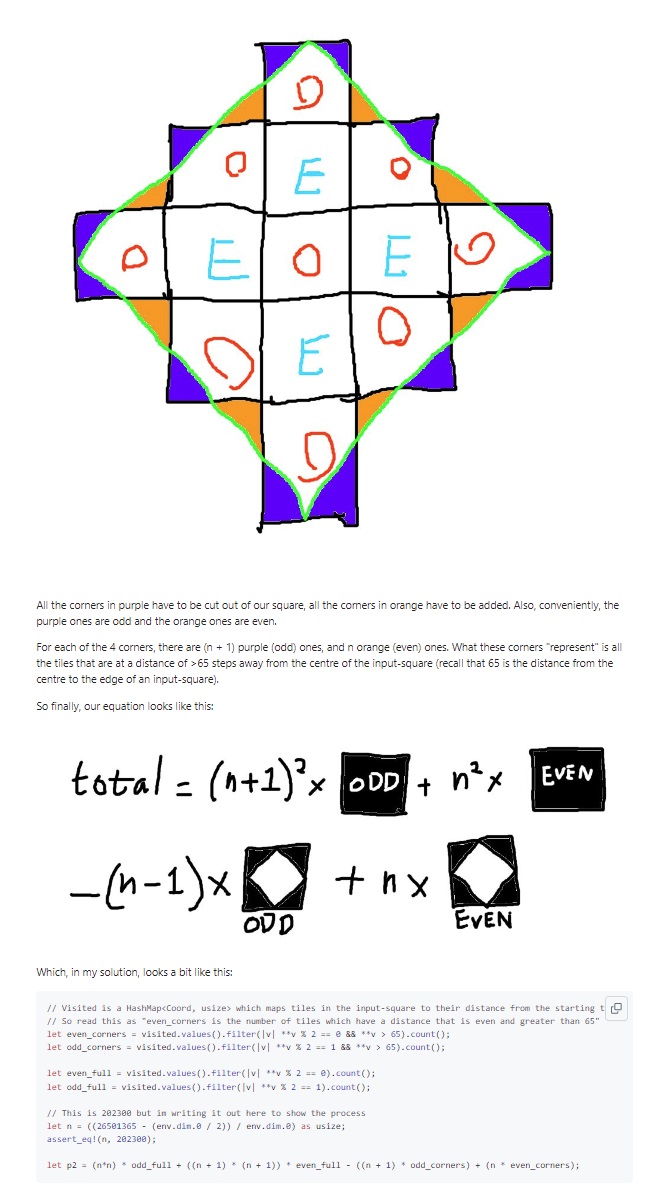 O
O E O
O E O E O
O E O
O
All the corners in purple have to be cut out of our square, all the corners in orange have to be added. Also, conveniently, the
purple ones are odd and the orange ones are even.
For each of the 4 corners, there are (n + 1) purple (odd) ones, and n orange (even) ones. What these corners "represent" is all
the tiles that are at a distance of >65 steps away from the centre of the input-square (recall that 65 is the distance from the
centre to the edge of an input-square).
So finally, our equation looks like this:
total = (n+1)²x ODD + n²x EVEN
-(n-1)x ODD + nx EVEN
Which, in my solution, looks a bit like this:
// Visited is a HashMap<Coord, usize> which maps tiles in the input-square to their distance from the starting t
// So read this as "even_corners is the number of tiles which have a distance that is even and greater than 65"
let even_corners = visited.values().filter(|v| **v % 2 == 0 && **v > 65).count();
let odd_corners = visited.values().filter(|v| **v % 2 == 1 && **v > 65).count();
let even_full = visited.values().filter(|v| **v % 2 == 0).count();
let odd_full = visited.values().filter(|v| **v % 2 == 1).count();
// This is 202300 but im writing it out here to show the process
let n = ((26501365 - (env.dim.0 / 2)) / env.dim.0) as usize;
assert_eq!(n, 202300);
let p2 = (n*n) * odd_full + ((n + 1) * (n + 1)) * even_full - ((n + 1) * odd_corners) + (n * even_corners);